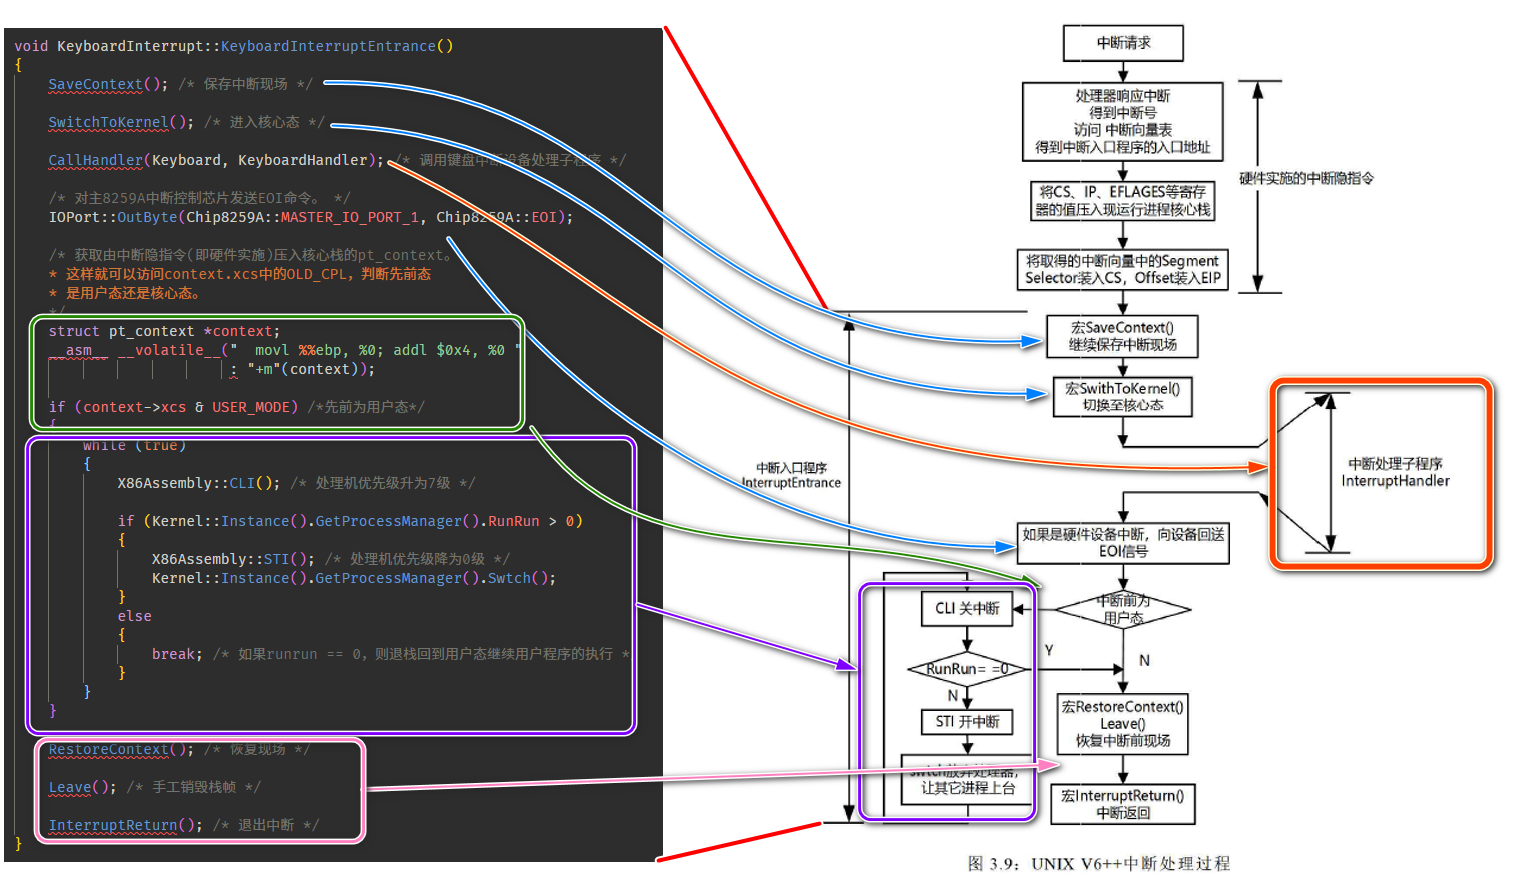 void KeyboardInterrupt::KeyboardInterruptEntrance()
{
SaveContext(); /* 保存中断现场 */
SwitchToKernel(); /* 进入核心态 */
CallHandler(Keyboard, KeyboardHandler); /* 调用键盘中断设备处理子程序 */
/* 对主8259A中断控制芯片发送EOI命令。 */
IOPort::OutByte(Chip8259A::MASTER_IO_PORT_1, Chip8259A::EOI);
/* 获取由中断隐指令(即硬件实施)压入核心栈的pt_context。
* 这样就可以访问context.xcs中的OLD_CPL，判断先前态
* 是用户态还是核心态。
*/
struct pt_context *context;
__asm__ __volatile__("  movl %%ebp, %0; addl $0x4, %0 "
: "+m"(context));
if (context->xcs & USER_MODE) /*先前为用户态*/
{
while (true)
{
X86Assembly::CLI(); /* 处理机优先级升为7级 */
if (Kernel::Instance().GetProcessManager().RunRun > 0)
{
X86Assembly::STI(); /* 处理机优先级降为0级 */
Kernel::Instance().GetProcessManager().Swtch();
}
else
{
break; /* 如果runrun == 0，则退栈回到用户态继续用户程序的执行 *
}
}
}
RestoreContext(); /* 恢复现场 */
Leave(); /* 手工销毁栈帧 */
InterruptReturn(); /* 退出中断 */
}
中断请求
处理器响应中断
得到中断号
访问 中断向量表
得到中断入口程序的入口地址
硬件实施的中断隐指令
将CS、IP、EFLAGES等寄存
器的值压入现运行进程核心栈
将取得的中断向量中的Segment
Selector装入CS，Offset装入EIP
宏SaveContext()
继续保存中断现场
宏SwithToKernel()
切换至核心态
中断入口程序
InterruptEntrance
中断处理子程序
InterruptHandler
如果是硬件设备中断，向设备回送
EOI信号
中断前为
用户态
CLI 关中断
Y
N
RunRun= =0
N
STI 开中断
swtch放弃处理器，
让其它进程上台
宏RestoreContext()
Leave()
恢复中断前现场
宏InterruptReturn()
中断返回
图 3.9：UNIX V6++中断处理过程